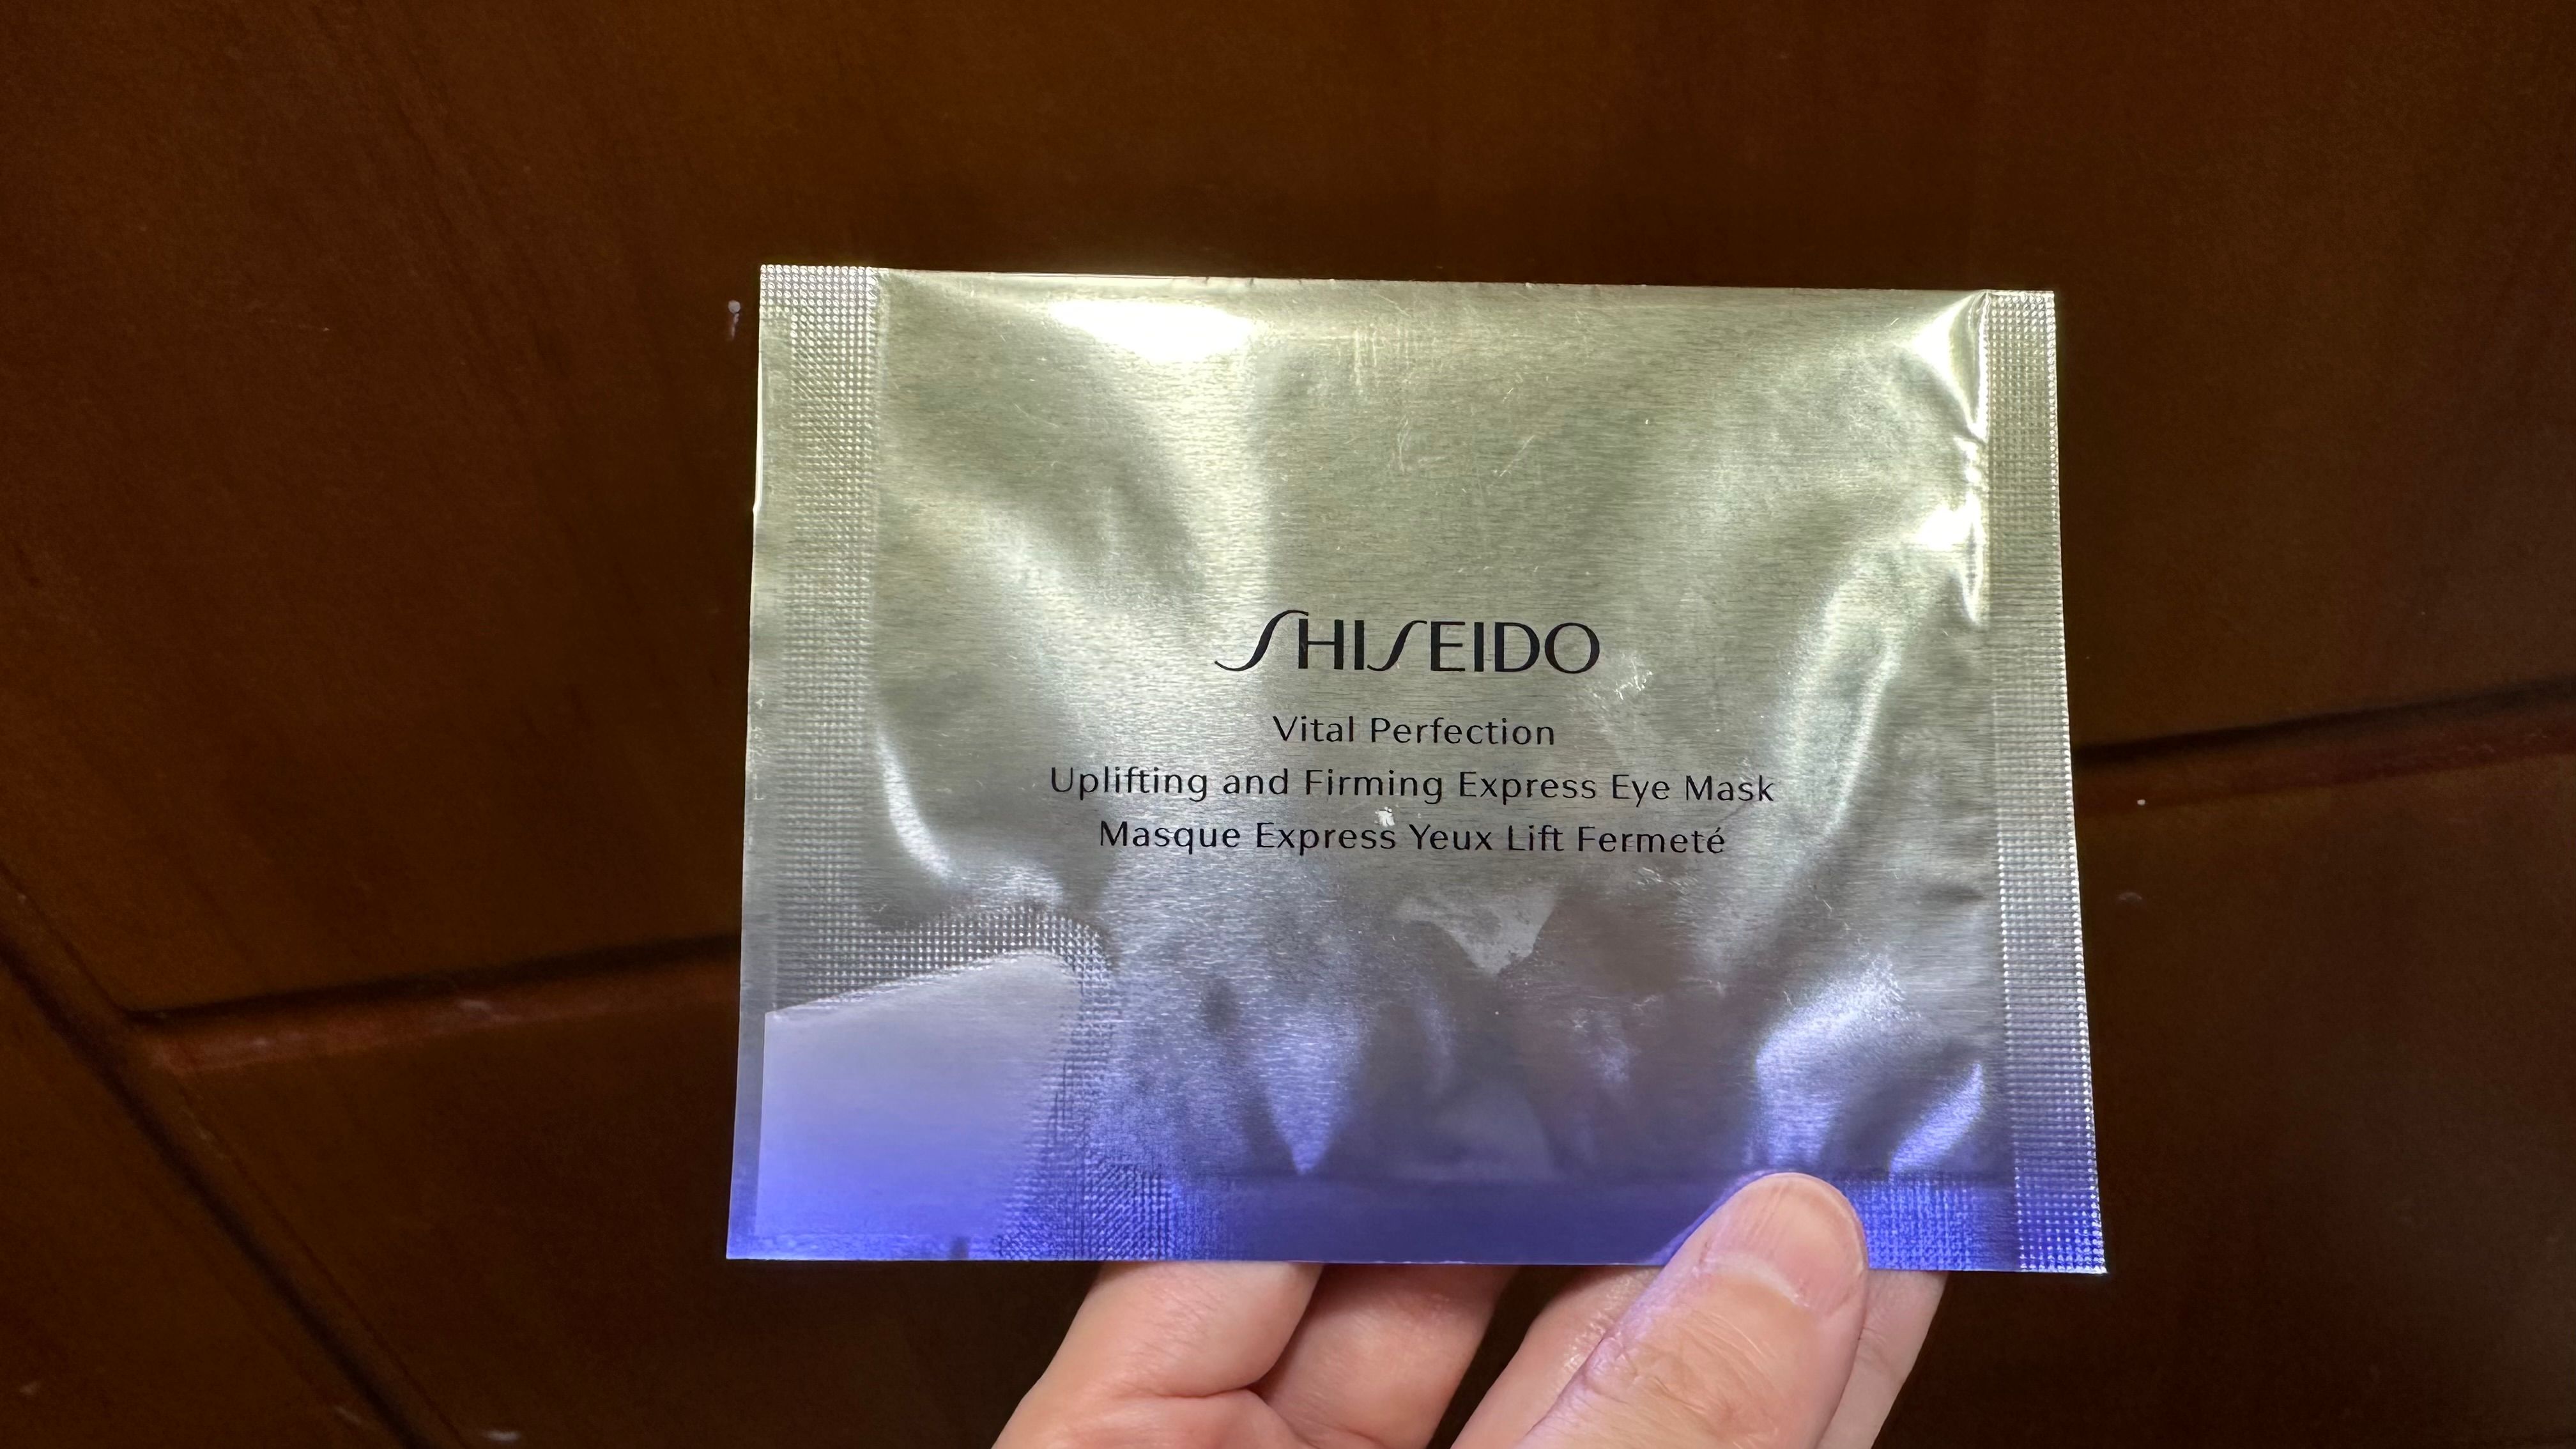 SHISEIDO
Vital Perfection
Uplifting and Firming Express Eye Mask
Masque Express Yeux Lift Fermeté